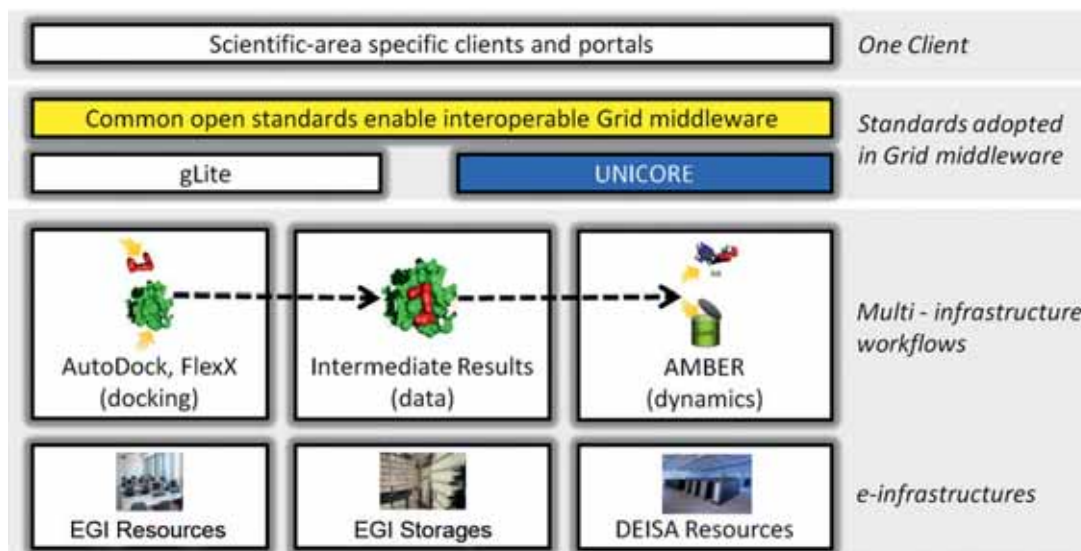 Scientific-area specific clients and portals
One Client
Common open standards enable interoperable Grid middleware
Standards adopted
in Grid middleware
gLite
UNICORE
AutoDock, FlexX
(docking)
Intermediate Results
(data)
AMBER
(dynamics)
Multi - infrastructure
workflows
EGI Resources
EGI Storages
DEISA Resources
e-infrastructures